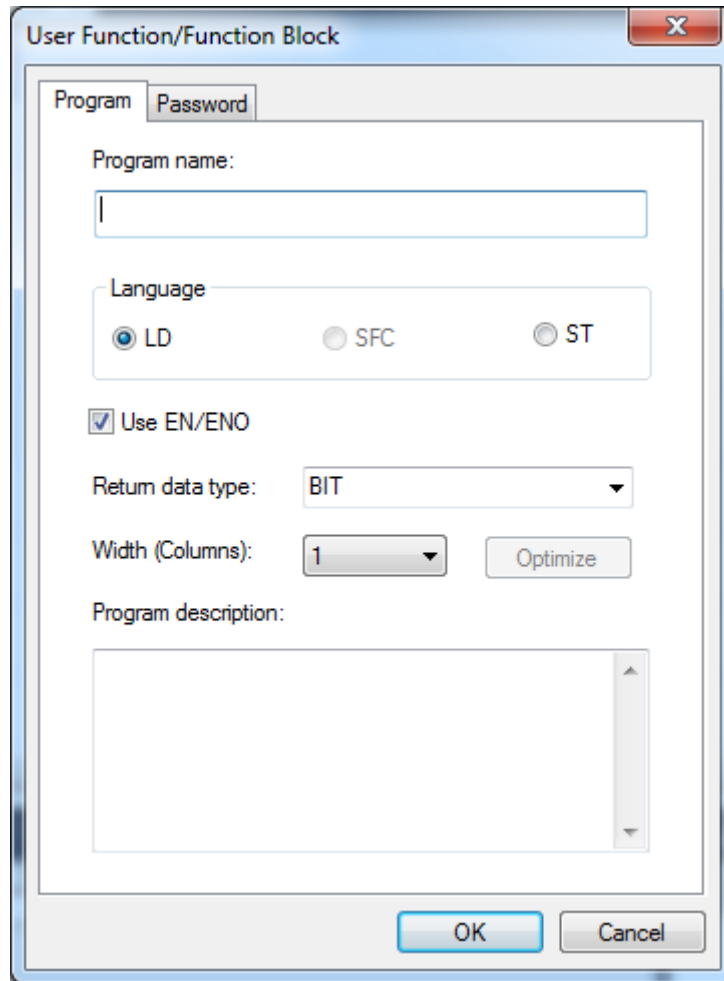 User Function/Function Block
Program Password
Program name:
Language
LD SFC ST
Use EN/ENO
Return data type: BIT
Width (Columns): 1 Optimize
Program description:
OK Cancel